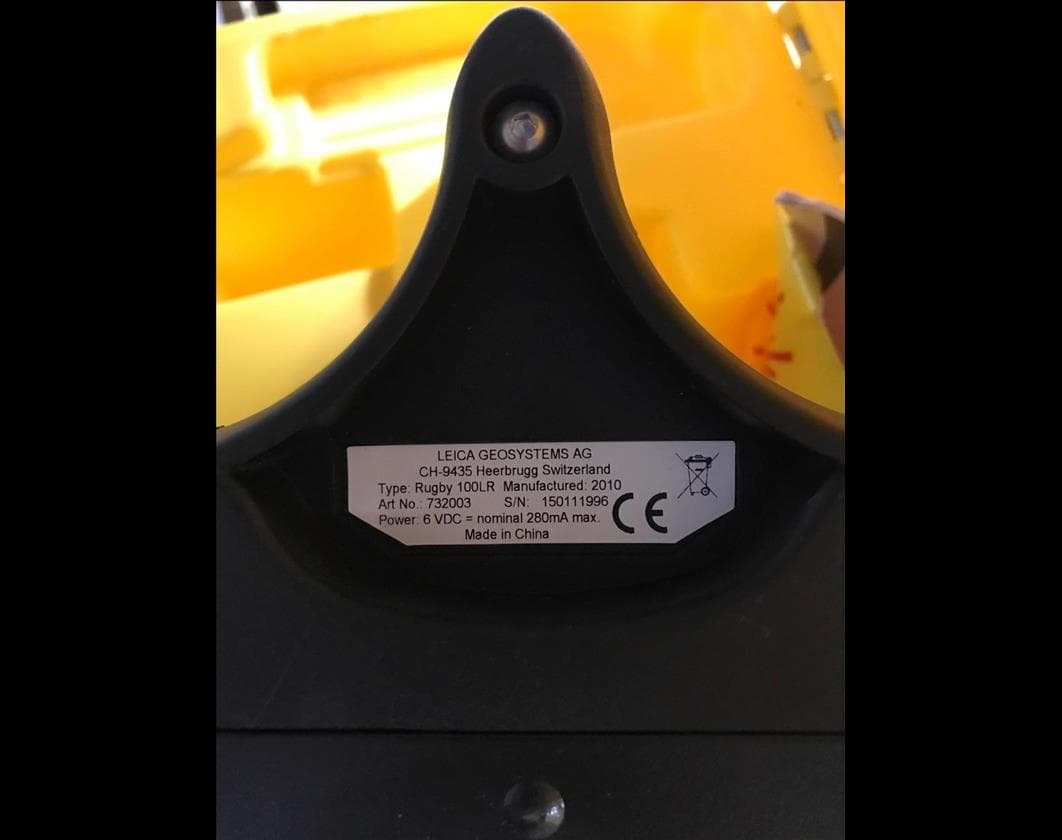 LEICA GEOSYSTEMS AG
CH-9435 Heerbrugg Switzerland
Type: Rugby 100LR Manufactured: 2010
Art No.: 732003 S/N: 150111996
Power: 6 VDC = nominal 280mA max.
Made in China
CE